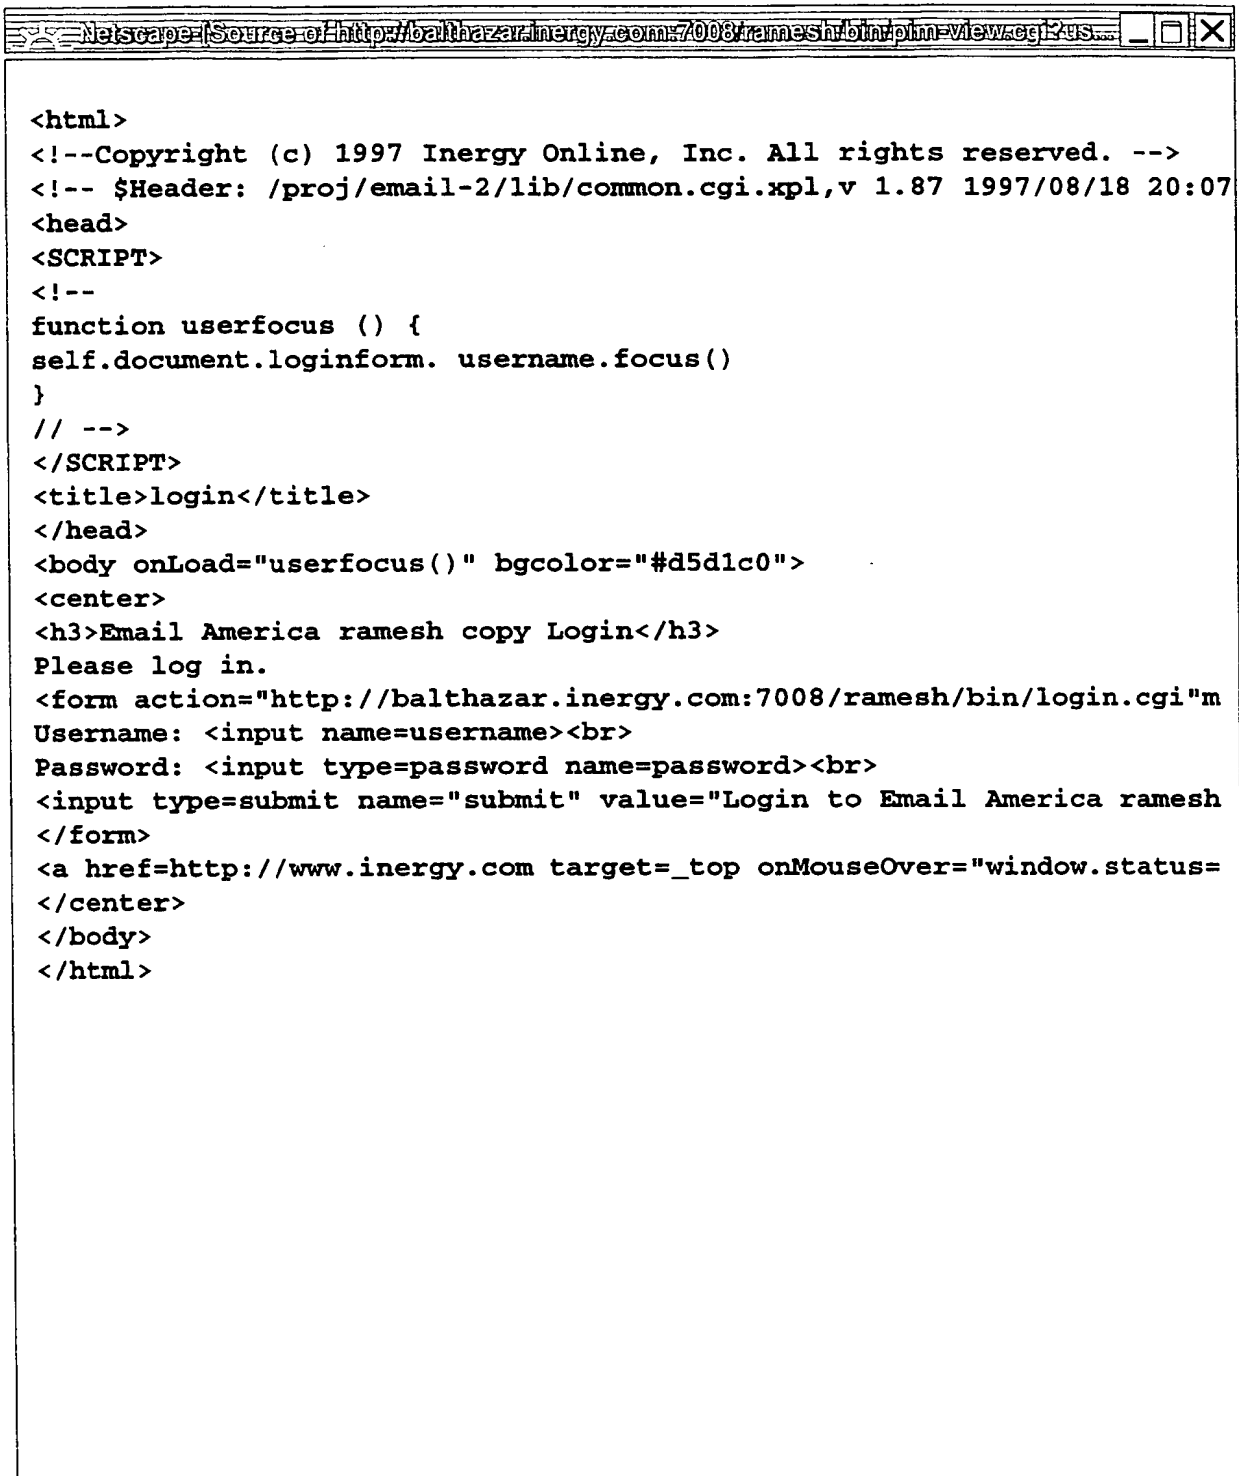 Netscape-[Source of http://balthazar.inergy.com:7008/ramesh/bin/pim-view.cgi?us...
<html>
<!--Copyright (c) 1997 Inergy Online, Inc. All rights reserved. -->
<!-- $Header: /proj/email-2/lib/common.cgi.xpl,v 1.87 1997/08/18 20:07
<head>
<SCRIPT>
<!--
function userfocus () {
self.document.loginform. username.focus()
}
// -->
</SCRIPT>
<title>login</title>
</head>
<body onLoad="userfocus()" bgcolor="#d5d1c0">
<center>
<h3>Email America ramesh copy Login</h3>
Please log in.
<form action="http://balthazar.inergy.com:7008/ramesh/bin/login.cgi"m
Username: <input name=username><br>
Password: <input type=password name=password><br>
<input type=submit name="submit" value="Login to Email America ramesh
</form>
<a href=http://www.inergy.com target=_top onMouseOver="window.status=
</center>
</body>
</html>